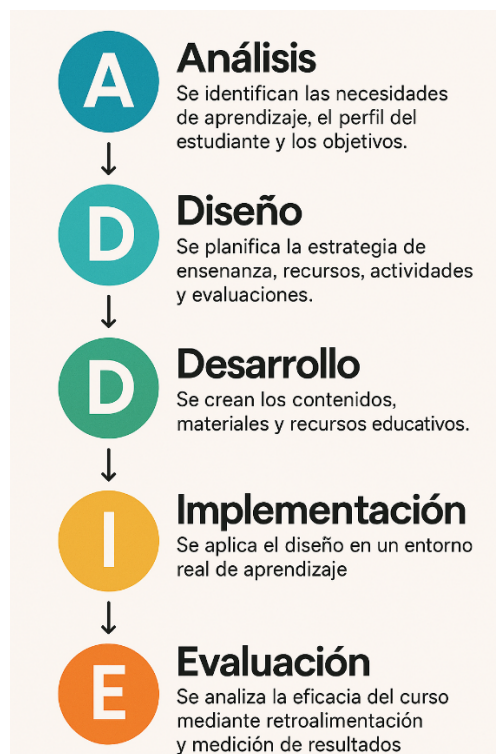 A
Análisis
Se identifican las necesidades
de aprendizaje, el perfil del
estudiante y los objetivos.
D
Diseño
Se planifica la estrategia de
ensenanza, recursos, actividades
y evaluaciones.
D
Desarrollo
Se crean los contenidos,
materiales y recursos educativos.
I
Implementación
Se aplica el diseño en un entorno
real de aprendizaje
E
Evaluación
Se analiza la eficacia del curso
mediante retroalimentación
y medición de resultados